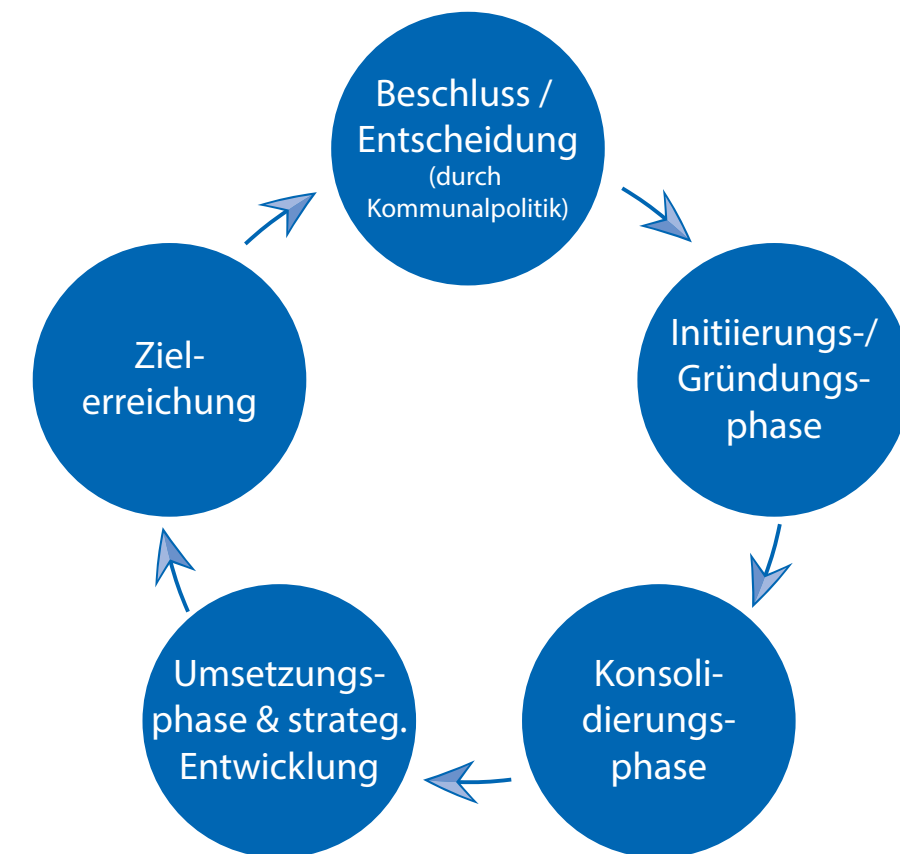 Beschluss /
Entscheidung
(durch
Kommunalpolitik)
Initiierungs-/
Gründungs-
phase
Konsoli-
dierungs-
phase
Umsetzungs-
phase & strateg.
Entwicklung
Ziel-
erreichung